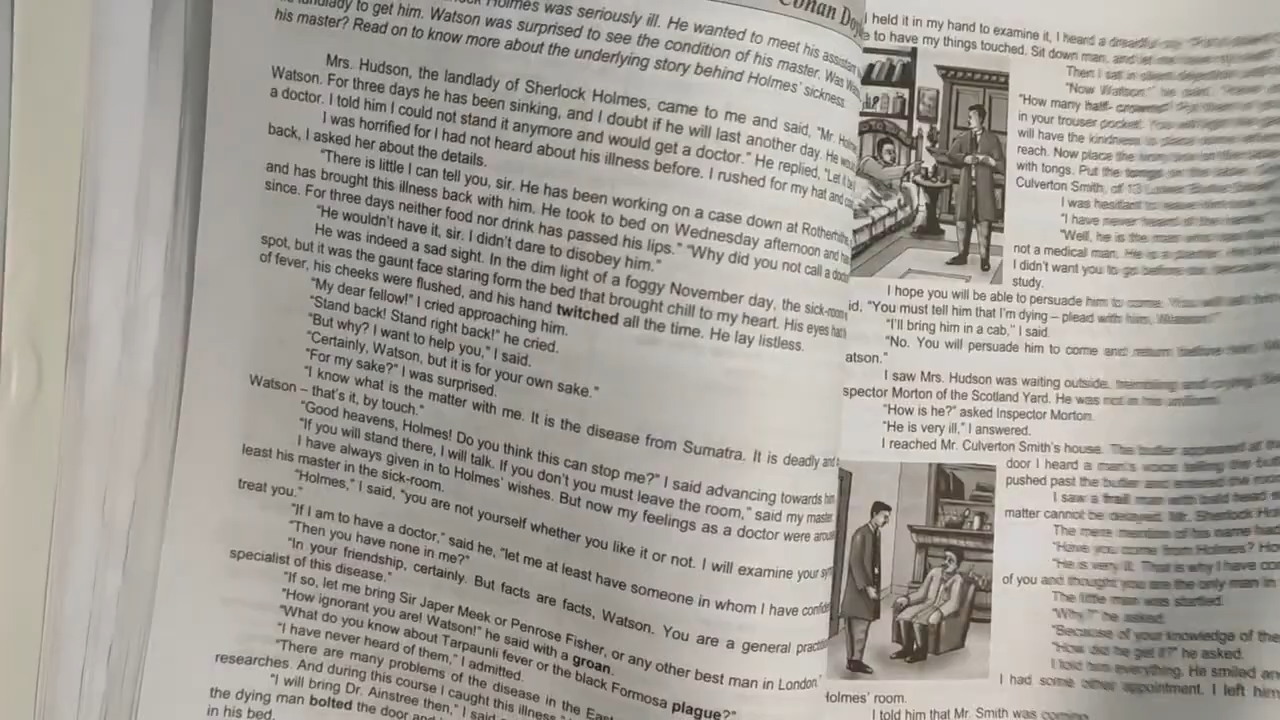 Conan Doyle
Holmes was seriously ill. He wanted to meet his assistant
landlady to get him. Watson was surprised to see the condition of his master. Was
his master? Read on to know more about the underlying story behind Holmes' sickness.
Mrs. Hudson, the landlady of Sherlock Holmes, came to me and said, "Mr. Holmes
Watson. For three days he has been sinking, and I doubt if he will last another day. He would
a doctor. I told him I could not stand it anymore and would get a doctor." He replied, "Let it be
I was horrified for I had not heard about his illness before. I rushed for my hat and
back, I asked her about the details.
"There is little I can tell you, sir. He has been working on a case down at Rotherhithe,
and has brought this illness back with him. He took to bed on Wednesday afternoon and
since. For three days neither food nor drink has passed his lips." "Why did you not call a doctor
"He wouldn't have it, sir. I didn't dare to disobey him."
He was indeed a sad sight. In the dim light of a foggy November day, the sick-room
spot, but it was the gaunt face staring form the bed that brought chill to my heart. His eyes
of fever, his cheeks were flushed, and his hand twitched all the time. He lay listless.
"My dear fellow!" I cried approaching him.
"Stand back! Stand right back!" he cried.
"But why? I want to help you," I said.
"Certainly, Watson, but it is for your own sake."
"For my sake?" I was surprised.
"I know what is the matter with me. It is the disease from Sumatra. It is deadly and
Watson – that's it, by touch."
"Good heavens, Holmes! Do you think this can stop me?" I said advancing towards him
"If you will stand there, I will talk. If you don't you must leave the room," said my master.
I have always given in to Holmes' wishes. But now my feelings as a doctor were
least his master in the sick-room.
"Holmes," I said, "you are not yourself whether you like it or not. I will examine your
treat you."
"If I am to have a doctor," said he, "let me at least have someone in whom I have
"Then you have none in me?"
"In your friendship, certainly. But facts are facts, Watson. You are a general
specialist of this disease."
"If so, let me bring Sir Japer Meek or Penrose Fisher, or any other best man in London."
"How ignorant you are! Watson!" he said with a groan.
"What do you know about Tarpaunli fever or the black Formosa plague?"
"I have never heard of them," I admitted.
"There are many problems of the disease in the East
researches. And during this course I caught this illness
"I will bring Dr. Ainstree then," I said
the dying man bolted the door and
in his bed.
I held it in my hand to examine it, I heard a dreadful
to have my things touched. Sit down man, and let me
Then I sat in silent
"Now Watson"
"How many half-crowns
in your trouser pocket.
will have the kindness
reach. Now place the
with tongs. Put the tongs on the
Culverton Smith, of 13 Lower
I was hesitant to
"I have never heard of
"Well, he is the man
not a medical man. He is a
I didn't want you to go before
study.
I hope you will be able to persuade him to come.
id, "You must tell him that I'm dying – plead with him, Watson!"
"I'll bring him in a cab," I said.
"No. You will persuade him to come and return before
atson."
I saw Mrs. Hudson was waiting outside, trembling and crying.
spector Morton of the Scotland Yard. He was not in his uniform.
"How is he?" asked Inspector Morton.
"He is very ill," I answered.
I reached Mr. Culverton Smith's house. The butler appeared at the
door I heard a man's voice telling the
pushed past the butler and entered the room
I saw a frail man with bald head
matter cannot be delayed. Mr. Sherlock
The mere mention of his name
"Have you come from Holmes?
"He is very ill. That is why I have
of you and thought you are the only man in
The little man was startled.
"Why?" he asked.
"Because of your knowledge of the
"How did he get it?" he asked.
I told him everything. He smiled and
I had some other appointment. I left him
Holmes' room.
I told him that Mr. Smith was coming